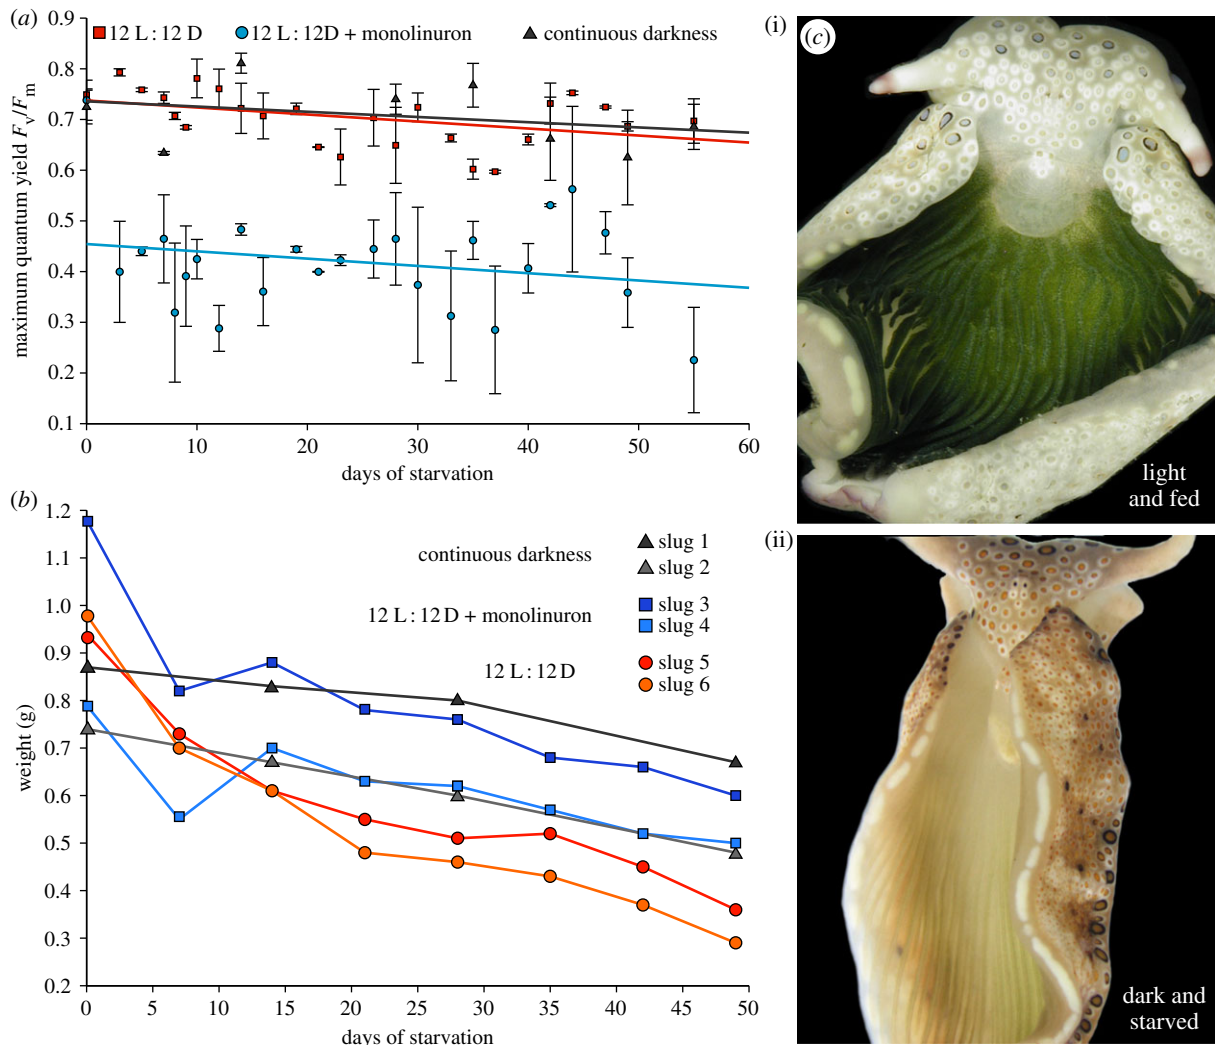 (a)
12 L : 12 D
12 L : 12D + monolinuron
continuous darkness
maximum quantum yield Fv/Fm
0.9
0.8
0.7
0.6
0.5
0.4
0.3
0.2
0.1
0 10 20 30 40 50 60
days of starvation
(b)
continuous darkness
slug 1
slug 2
12 L : 12D + monolinuron
slug 3
slug 4
12 L : 12D
slug 5
slug 6
weight (g)
1.2
1.1
1.0
0.9
0.8
0.7
0.6
0.5
0.4
0.3
0.2
0 5 10 15 20 25 30 35 40 45 50
days of starvation
(i)
(c)
light
and fed
(ii)
dark and
starved